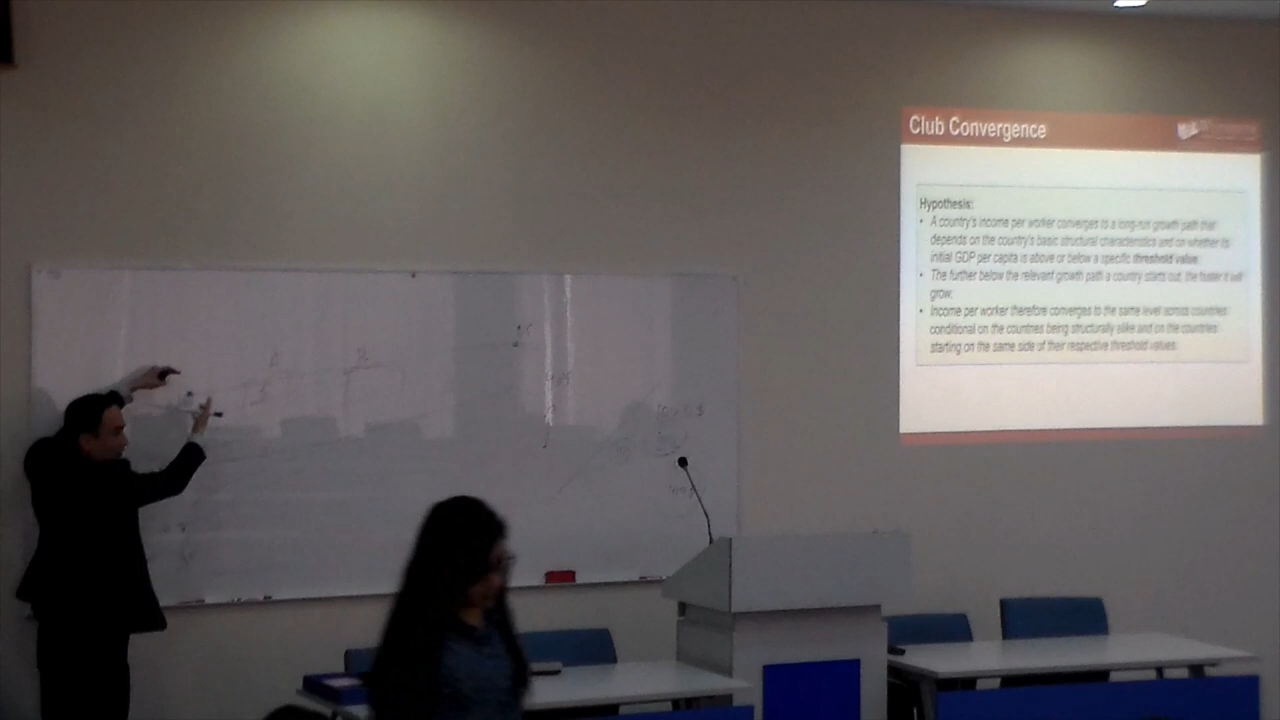 Club Convergence
Hypothesis:
• A country's income per worker converges to a long-run growth path that
depends on the country's basic structural characteristics and on whether its
initial GDP per capita is above or below a specific threshold value.
• The further below the relevant growth path a country starts out, the faster it will
grow.
• Income per worker therefore converges to the same level across countries
conditional on the countries being structurally alike and on the countries
starting on the same side of their respective threshold values.
A
B